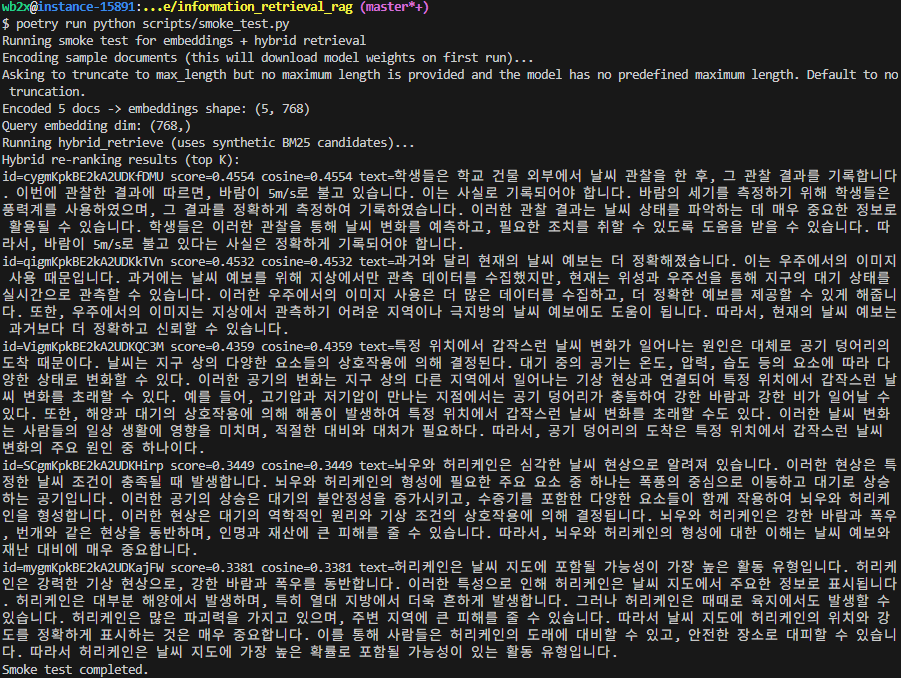 wb2x@instance-15891:...e/information_retrieval_rag (master*+)
$ poetry run python scripts/smoke_test.py
Running smoke test for embeddings + hybrid retrieval
Encoding sample documents (this will download model weights on first run)...
Asking to truncate to max_length but no maximum length is provided and the model has no predefined maximum length. Default to no
 truncation.
Encoded 5 docs -> embeddings shape: (5, 768)
Query embedding dim: (768,)
Running hybrid_retrieve (uses synthetic BM25 candidates)...
Hybrid re-ranking results (top K):
id=cygmKpkBE2kA2UDKfDMU score=0.4554 cosine=0.4554 text=학생들은 학교 건물 외부에서 날씨 관찰을 한 후, 그 관찰 결과를 기록합니다
. 이번에 관찰한 결과에 따르면, 바람이 5m/s로 불고 있습니다. 이는 사실로 기록되어야 합니다. 바람의 세기를 측정하기 위해 학생들은
풍력계를 사용하였으며, 그 결과를 정확하게 측정하여 기록하였습니다. 이러한 관찰 결과는 날씨 상태를 파악하는 데 매우 중요한 정보로
 활용될 수 있습니다. 학생들은 이러한 관찰을 통해 날씨 변화를 예측하고, 필요한 조치를 취할 수 있도록 도움을 받을 수 있습니다. 따
라서, 바람이 5m/s로 불고 있다는 사실은 정확하게 기록되어야 합니다.
id=qigmKpkBE2kA2UDKkTVn score=0.4532 cosine=0.4532 text=과거와 달리 현재의 날씨 예보는 더 정확해졌습니다. 이는 우주에서의 이미지
 사용 때문입니다. 과거에는 날씨 예보를 위해 지상에서만 관측 데이터를 수집했지만, 현재는 위성과 우주선을 통해 지구의 대기 상태를
실시간으로 관측할 수 있습니다. 이러한 우주에서의 이미지 사용은 더 많은 데이터를 수집하고, 더 정확한 예보를 제공할 수 있게 해줍니
다. 또한, 우주에서의 이미지는 지상에서 관측하기 어려운 지역이나 극지방의 날씨 예보에도 도움이 됩니다. 따라서, 현재의 날씨 예보는
 과거보다 더 정확하고 신뢰할 수 있습니다.
id=VigmKpkBE2kA2UDKQC3M score=0.4359 cosine=0.4359 text=특정 위치에서 갑작스런 날씨 변화가 일어나는 원인은 대체로 공기 덩어리의
도착 때문이다. 날씨는 지구 상의 다양한 요소들의 상호작용에 의해 결정된다. 대기 중의 공기는 온도, 압력, 습도 등의 요소에 따라 다
양한 상태로 변화할 수 있다. 이러한 공기의 변화는 지구 상의 다른 지역에서 일어나는 기상 현상과 연결되어 특정 위치에서 갑작스런 날
씨 변화를 초래할 수 있다. 예를 들어, 고기압과 저기압이 만나는 지점에서는 공기 덩어리가 충돌하여 강한 바람과 강한 비가 일어날 수
있다. 또한, 해양과 대기의 상호작용에 의해 해풍이 발생하여 특정 위치에서 갑작스런 날씨 변화를 초래할 수도 있다. 이러한 날씨 변화
는 사람들의 일상 생활에 영향을 미치며, 적절한 대비와 대처가 필요하다. 따라서, 공기 덩어리의 도착은 특정 위치에서 갑작스런 날씨
변화의 주요 원인 중 하나이다.
id=SCgmKpkBE2kA2UDKHirp score=0.3449 cosine=0.3449 text=뇌우와 허리케인은 심각한 날씨 현상으로 알려져 있습니다. 이러한 현상은 특
정한 날씨 조건이 충족될 때 발생합니다. 뇌우와 허리케인의 형성에 필요한 주요 요소 중 하나는 폭풍의 중심으로 이동하고 대기로 상승
하는 공기입니다. 이러한 공기의 상승은 대기의 불안정성을 증가시키고, 수증기를 포함한 다양한 요소들이 함께 작용하여 뇌우와 허리케
인을 형성합니다. 이러한 현상은 대기의 역학적인 원리와 기상 조건의 상호작용에 의해 결정됩니다. 뇌우와 허리케인은 강한 바람과 폭우
, 번개와 같은 현상을 동반하며, 인명과 재산에 큰 피해를 줄 수 있습니다. 따라서, 뇌우와 허리케인의 형성에 대한 이해는 날씨 예보와
재난 대비에 매우 중요합니다.
id=mygmKpkBE2kA2UDKajFW score=0.3381 cosine=0.3381 text=허리케인은 날씨 지도에 포함될 가능성이 가장 높은 활동 유형입니다. 허리케
인은 강력한 기상 현상으로, 강한 바람과 폭우를 동반합니다. 이러한 특성으로 인해 허리케인은 날씨 지도에서 주요한 정보로 표시됩니다
. 허리케인은 대부분 해양에서 발생하며, 특히 열대 지방에서 더욱 흔하게 발생합니다. 그러나 허리케인은 때때로 육지에서도 발생할 수
있습니다. 허리케인은 많은 파괴력을 가지고 있으며, 주변 지역에 큰 피해를 줄 수 있습니다. 따라서 날씨 지도에 허리케인의 위치와 강
도를 정확하게 표시하는 것은 매우 중요합니다. 이를 통해 사람들은 허리케인의 도래에 대비할 수 있고, 안전한 장소로 대피할 수 있습니
다. 따라서 허리케인은 날씨 지도에 가장 높은 확률로 포함될 가능성이 있는 활동 유형입니다.
Smoke test completed.